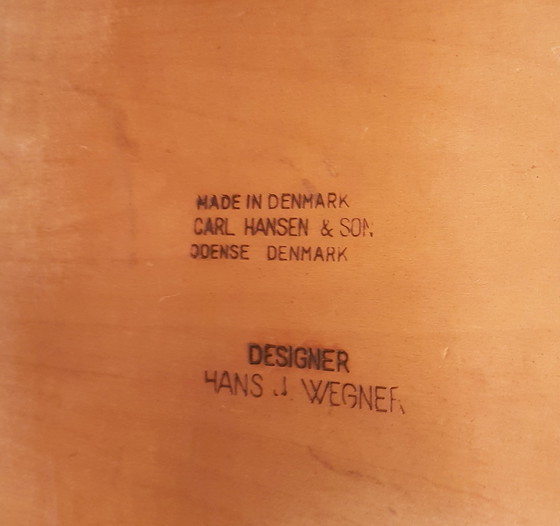 MADE IN DENMARK
CARL HANSEN & SON
ODENSE DENMARK
DESIGNER
HANS J. WEGNER